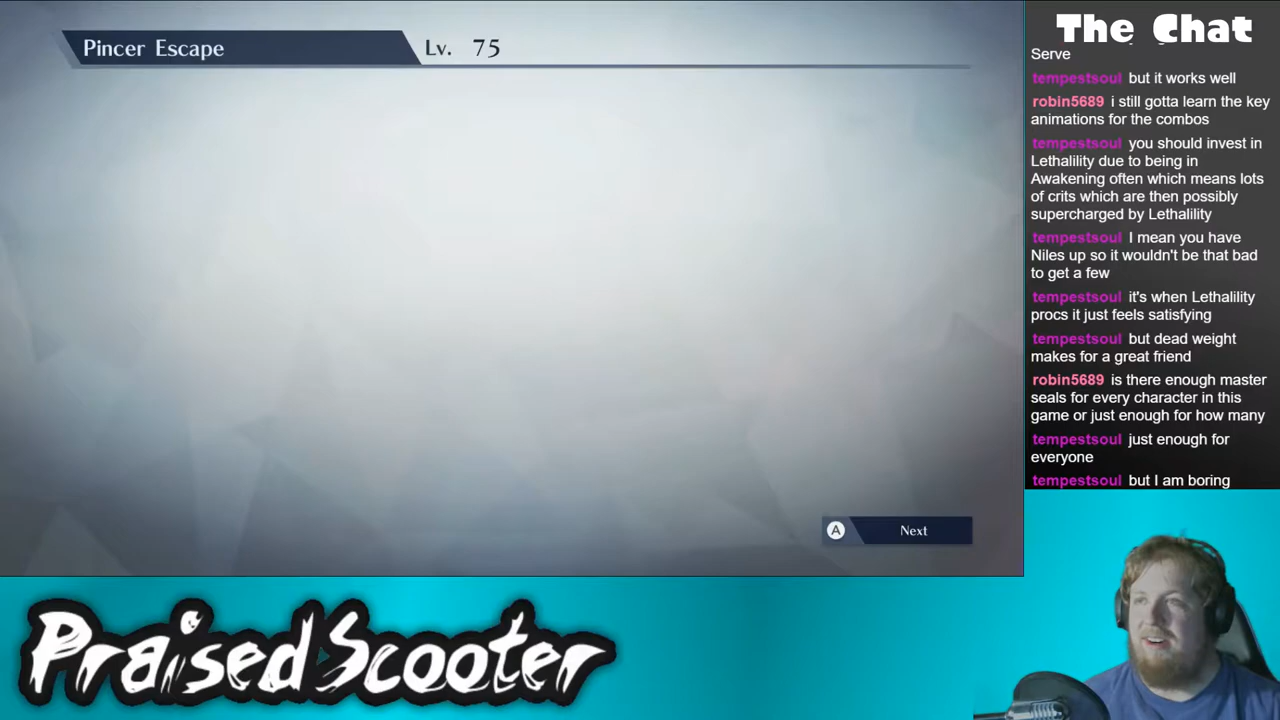 Pincer Escape
Lv. 75
A
Next
The Chat
Serve
tempestsoul but it works well
robin5689 i still gotta learn the key
animations for the combos
tempestsoul you should invest in
Lethalility due to being in
Awakening often which means lots
of crits which are then possibly
supercharged by Lethalility
tempestsoul I mean you have
Niles up so it wouldn't be that bad
to get a few
tempestsoul it's when Lethalility
procs it just feels satisfying
tempestsoul but dead weight
makes for a great friend
robin5689 is there enough master
seals for every character in this
game or just enough for how many
tempestsoul just enough for
everyone
tempestsoul but I am boring
PraisedScooter